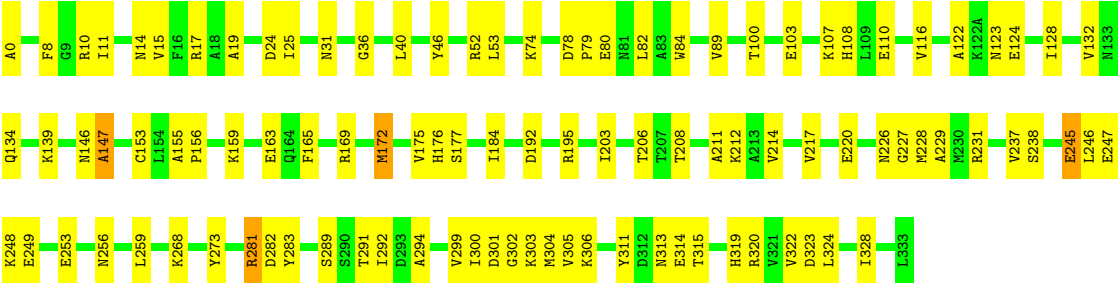 A0 F8 G9 R10 I11 N14 V15 F16 R17 A18 A19 D24 I25 N31 G36 L40 Y46 R52 L53 K74 D78 P79 E80 N81 L82 A83 W84 V89 T100 E103 K107 H108 L109 E110 V116 A122 K122A N123 E124 I128 V132 N133
Q134 K139 N146 A147 C153 L154 A155 P156 K159 E163 Q164 F165 R169 M172 V175 H176 S177 I184 D192 R195 I203 T206 T207 T208 A211 K212 A213 V214 V217 E220 N226 G227 M228 A229 M230 R231 V237 S238 E245 L246 E247
K248 E249 E253 N256 L259 K268 Y273 R281 D282 Y283 S289 S290 T291 I292 D293 A294 V299 I300 D301 G302 K303 M304 V305 K306 Y311 D312 N313 E314 T315 H319 R320 V321 V322 D323 L324 I328 L333